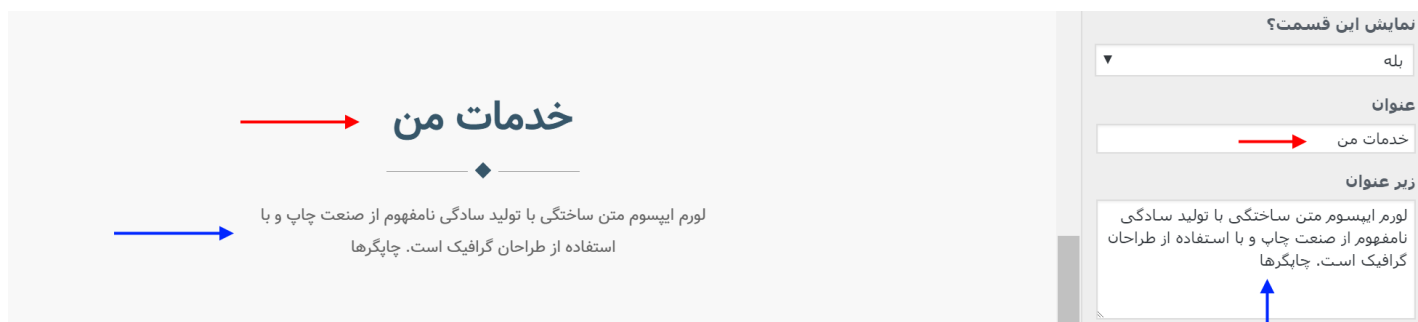 نمایش این قسمت؟
بله
عنوان
خدمات من
زیر عنوان
لورم ایپسوم متن ساختگی با تولید سادگی
نامفهوم از صنعت چاپ و با استفاده از طراحان
گرافیک است. چاپگرها
خدمات من
لورم ایپسوم متن ساختگی با تولید سادگی نامفهوم از صنعت چاپ و با
استفاده از طراحان گرافیک است. چاپگرها